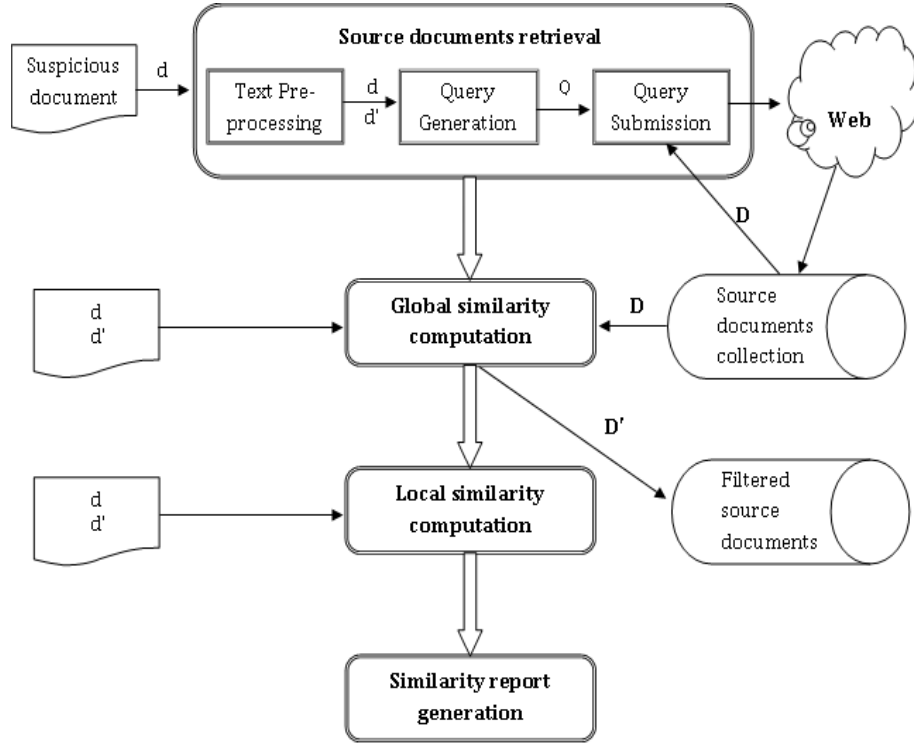 Source documents retrieval
Suspicious
document
d
Text Pre-
processing
d
d'
Query
Generation
Q
Query
Submission
Web
D
d
d'
Global similarity
computation
D
Source
documents
collection
D'
d
d'
Local similarity
computation
Filtered
source
documents
Similarity report
generation